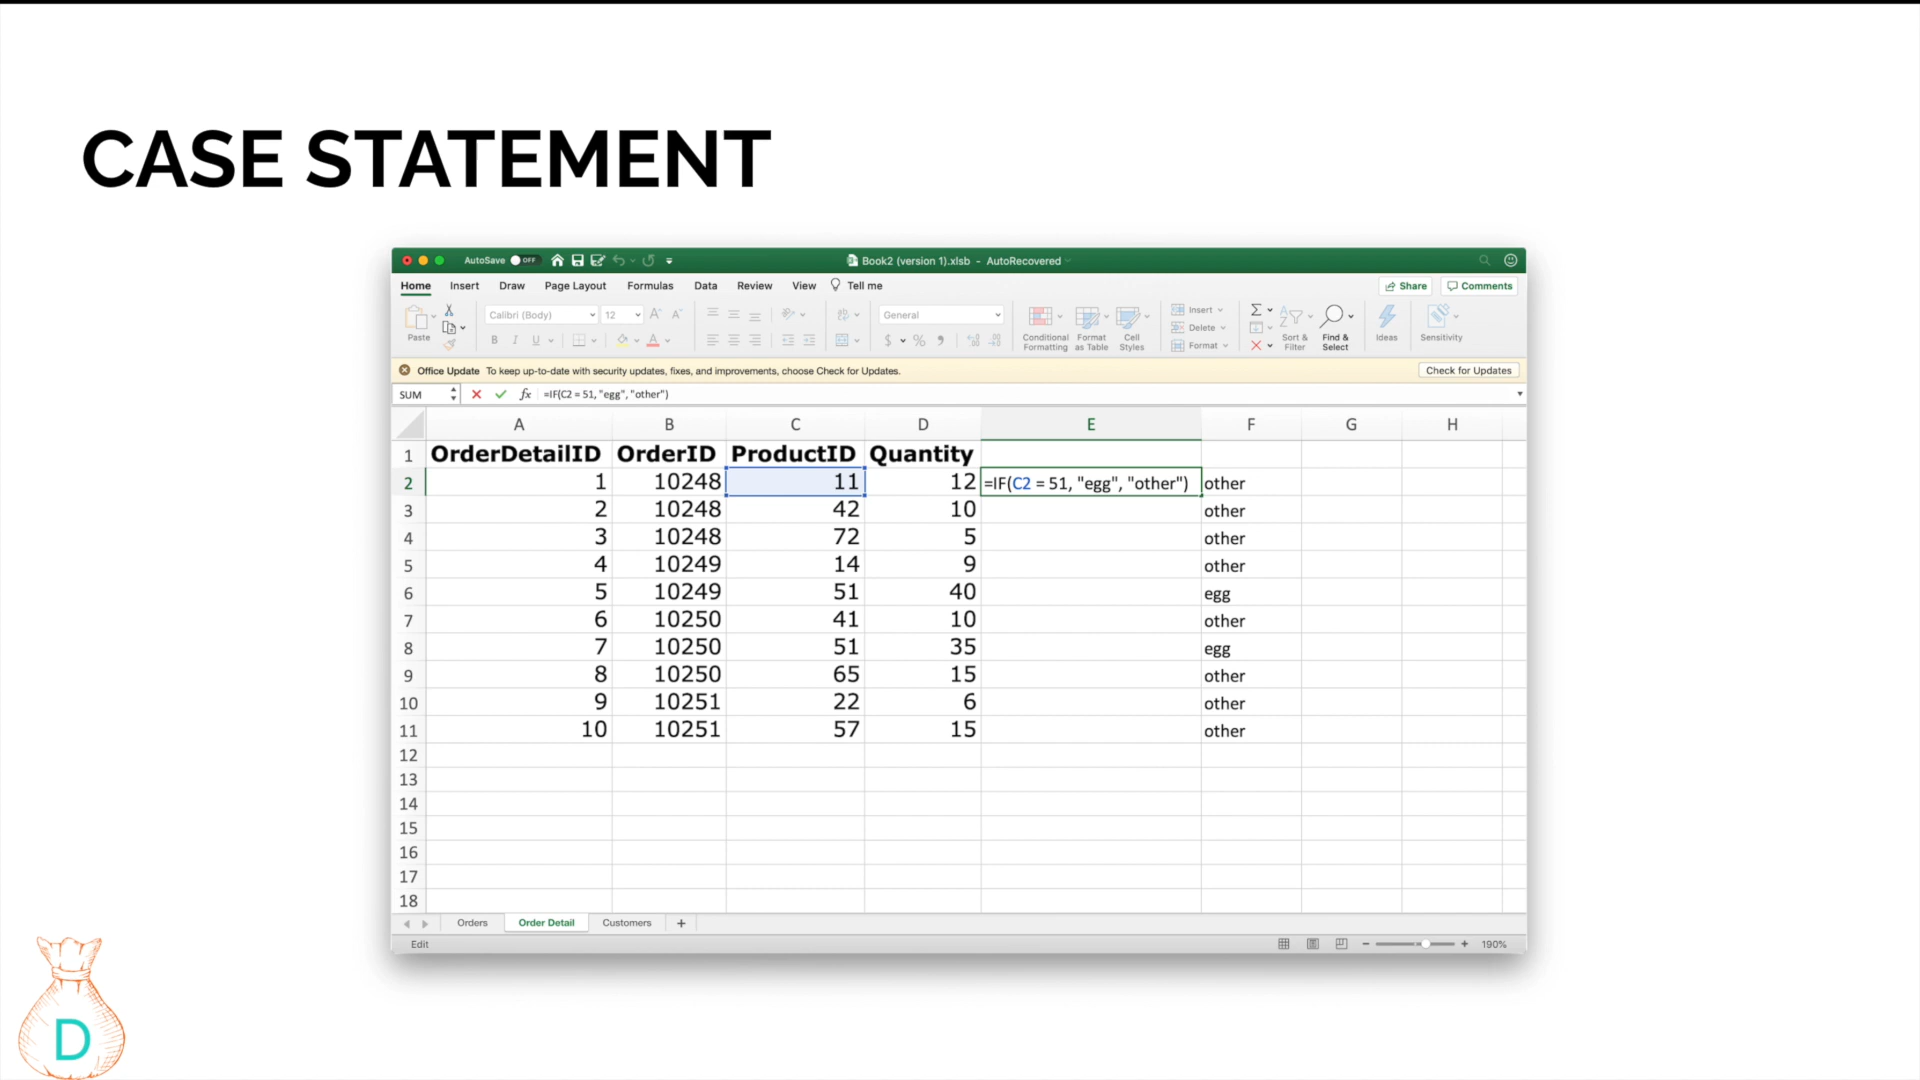 CASE STATEMENT
AutoSave OFF Book2 (version 1).xlsb - AutoRecovered
Home Insert Draw Page Layout Formulas Data Review View Tell me Share Comments
Paste Calibri (Body) 12 A A General Conditional Formatting Format as Table Cell Styles Insert Delete Format Sort & Filter Find & Select Ideas Sensitivity
B I U A $ %
Office Update To keep up-to-date with security updates, fixes, and improvements, choose Check for Updates. Check for Updates
SUM fx =IF(C2 = 51, "egg", "other")
A B C D E F G H
1 OrderDetailID OrderID ProductID Quantity
2 1 10248 11 12 =IF(C2 = 51, "egg", "other") other
3 2 10248 42 10 other
4 3 10248 72 5 other
5 4 10249 14 9 other
6 5 10249 51 40 egg
7 6 10250 41 10 other
8 7 10250 51 35 egg
9 8 10250 65 15 other
10 9 10251 22 6 other
11 10 10251 57 15 other
12
13
14
15
16
17
18
Orders Order Detail Customers +
Edit 190%
D